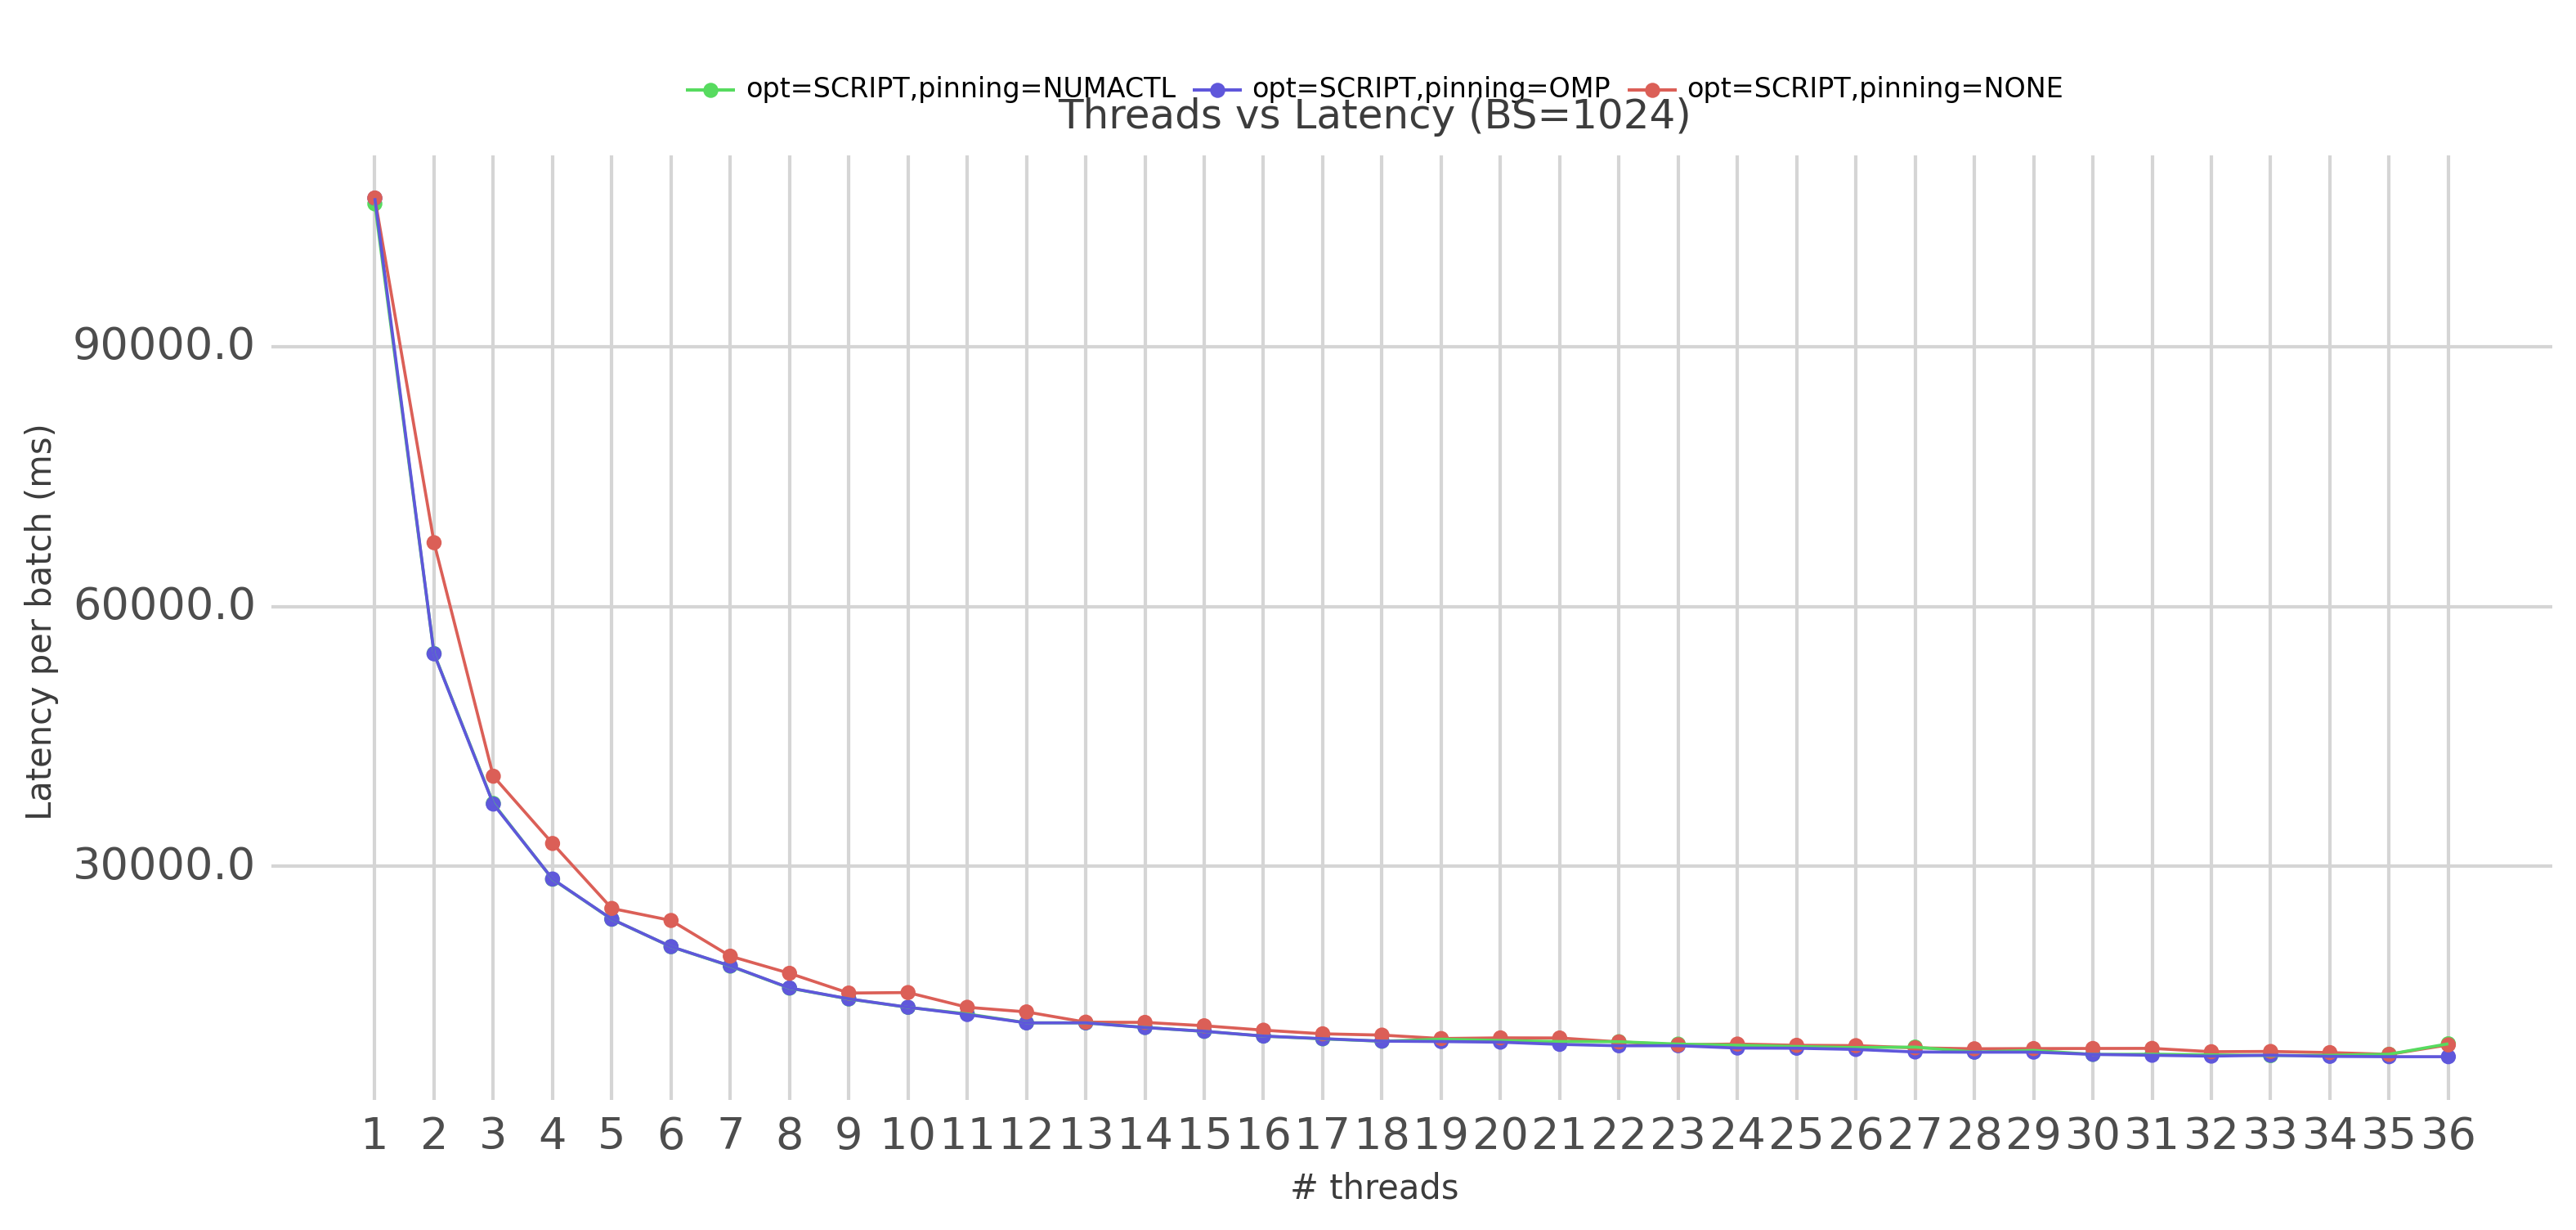 opt=SCRIPT,pinning=NUMACTL opt=SCRIPT,pinning=OMP opt=SCRIPT,pinning=NONE
Threads vs Latency (BS=1024)
90000.0
60000.0
30000.0
Latency per batch (ms)
1 2 3 4 5 6 7 8 9 10 11 12 13 14 15 16 17 18 19 20 21 22 23 24 25 26 27 28 29 30 31 32 33 34 35 36
# threads